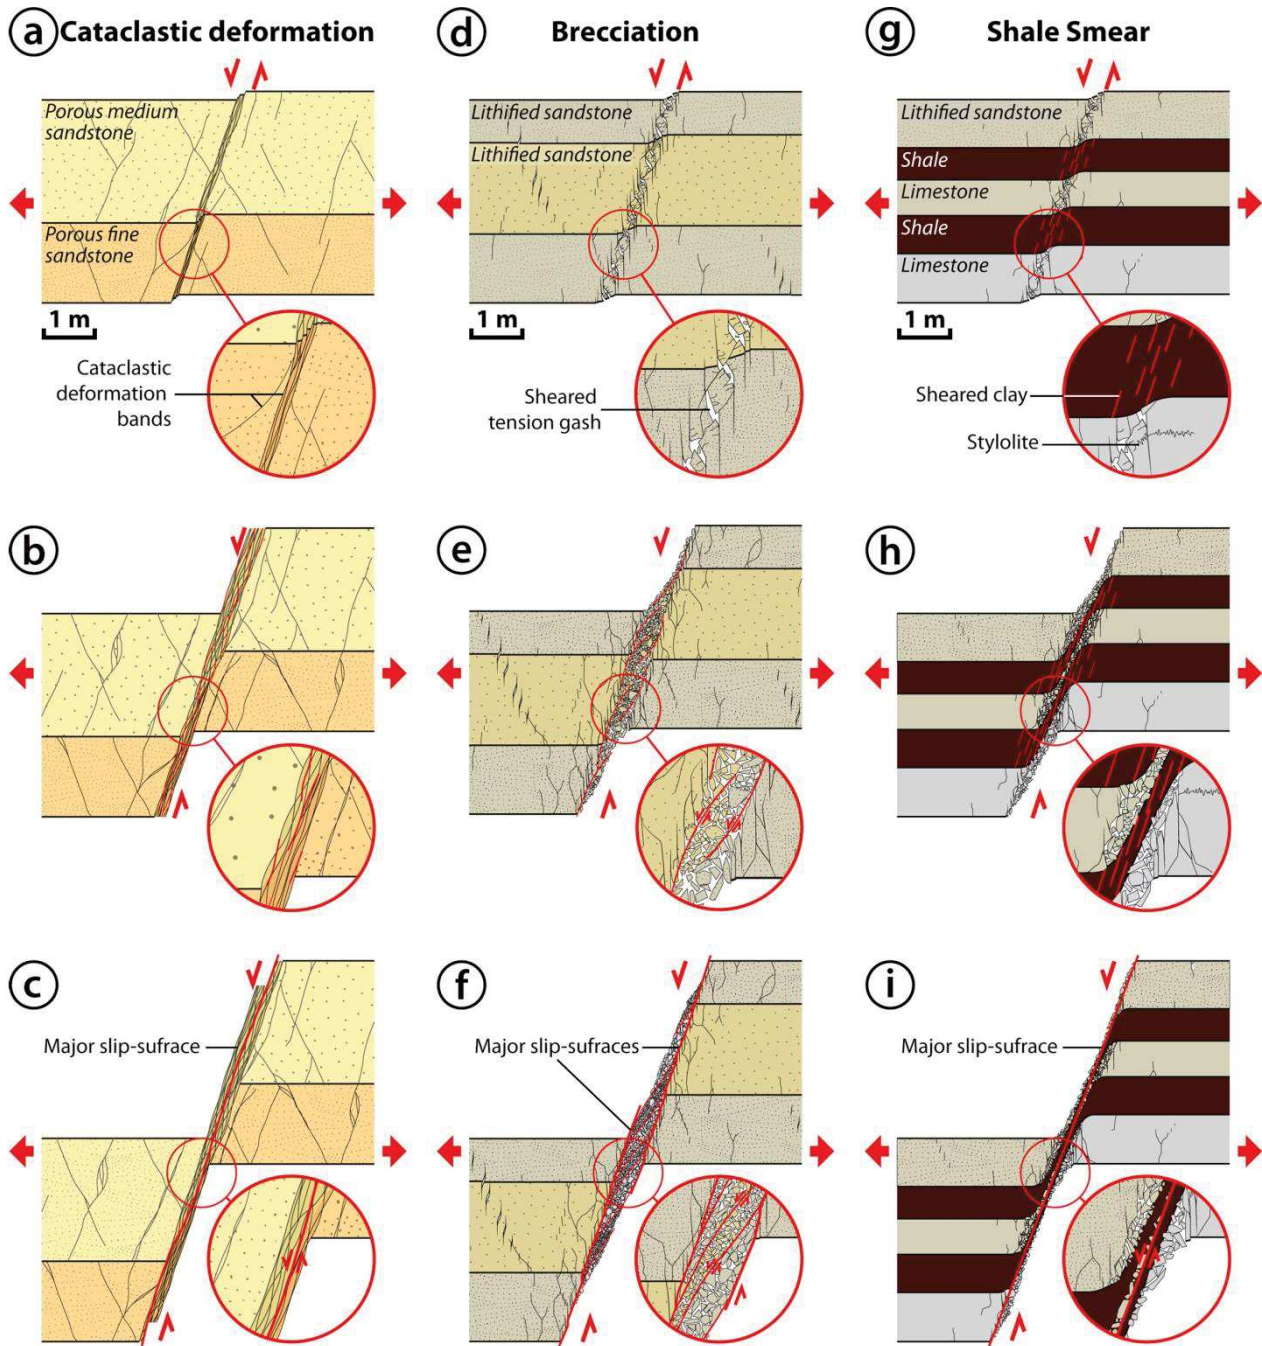 a Cataclastic deformation
Porous medium
sandstone
Porous fine
sandstone
1 m
Cataclastic
deformation
bands
d Brecciation
Lithified sandstone
Lithified sandstone
1 m
Sheared
tension gash
g Shale Smear
Lithified sandstone
Shale
Limestone
Shale
Limestone
1 m
Sheared clay
Stylolite
b
e
h
c
Major slip-sufrace
f
Major slip-sufraces
i
Major slip-sufrace